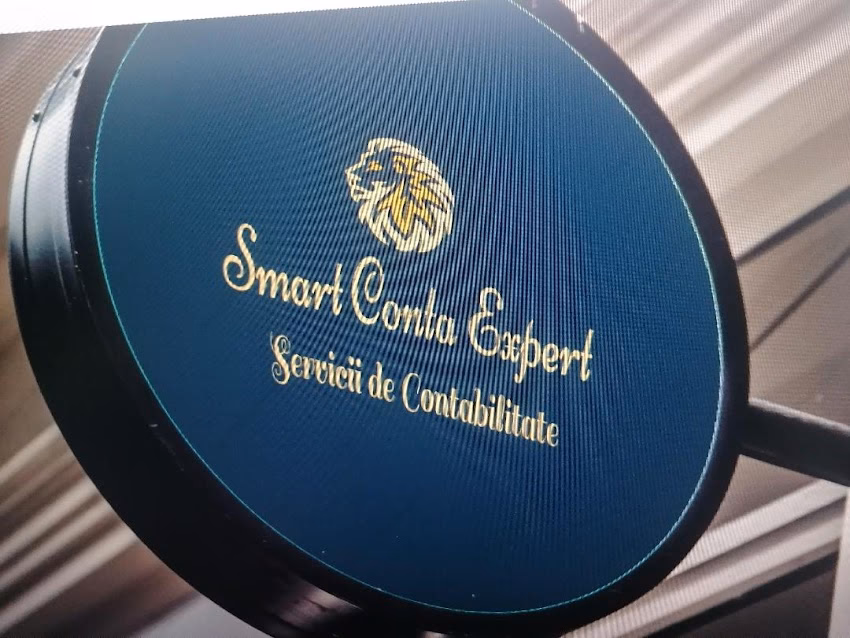 Smart Conta Expert
Servicii de Contabilitate